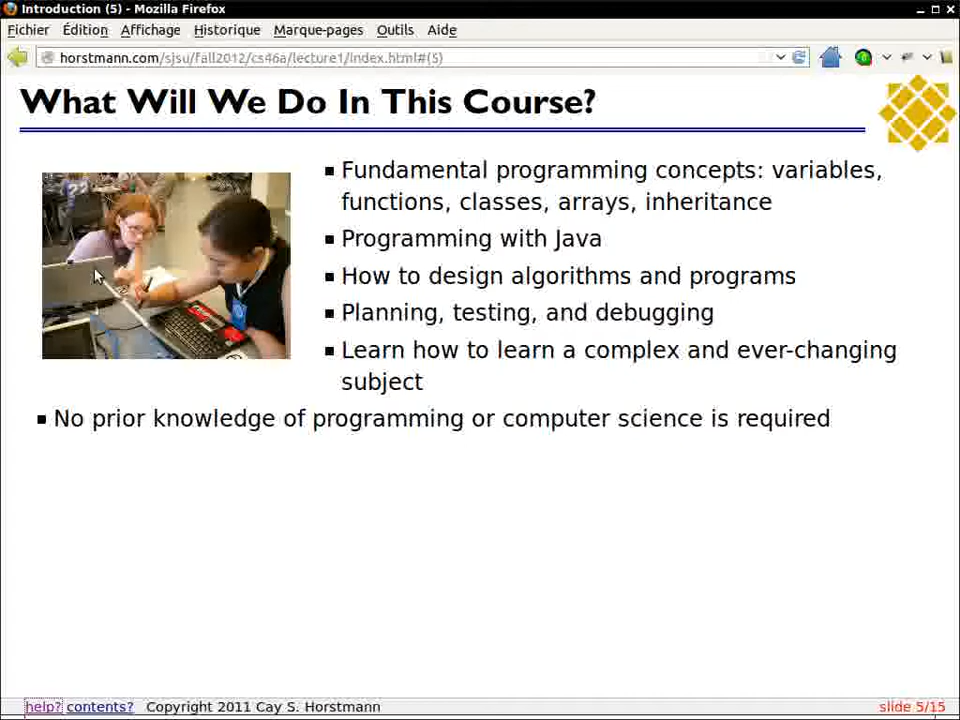 Introduction (5) - Mozilla Firefox
Fichier Édition Affichage Historique Marque-pages Outils Aide
horstmann.com/sjsu/fall2012/cs46a/lecture1/index.html#(5)
What Will We Do In This Course?
Fundamental programming concepts: variables,
functions, classes, arrays, inheritance
Programming with Java
How to design algorithms and programs
Planning, testing, and debugging
Learn how to learn a complex and ever-changing
subject
No prior knowledge of programming or computer science is required
help? contents? Copyright 2011 Cay S. Horstmann slide 5/15